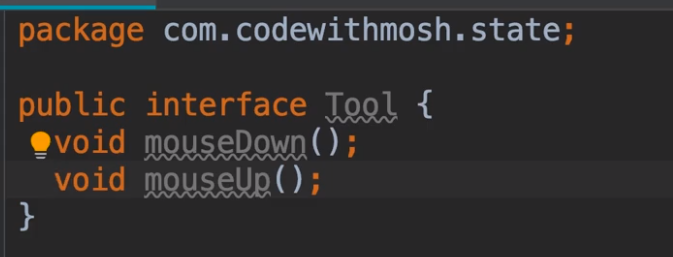 package com.codewithmosh.state;
public interface Tool {
void mouseDown();
void mouseUp();
}